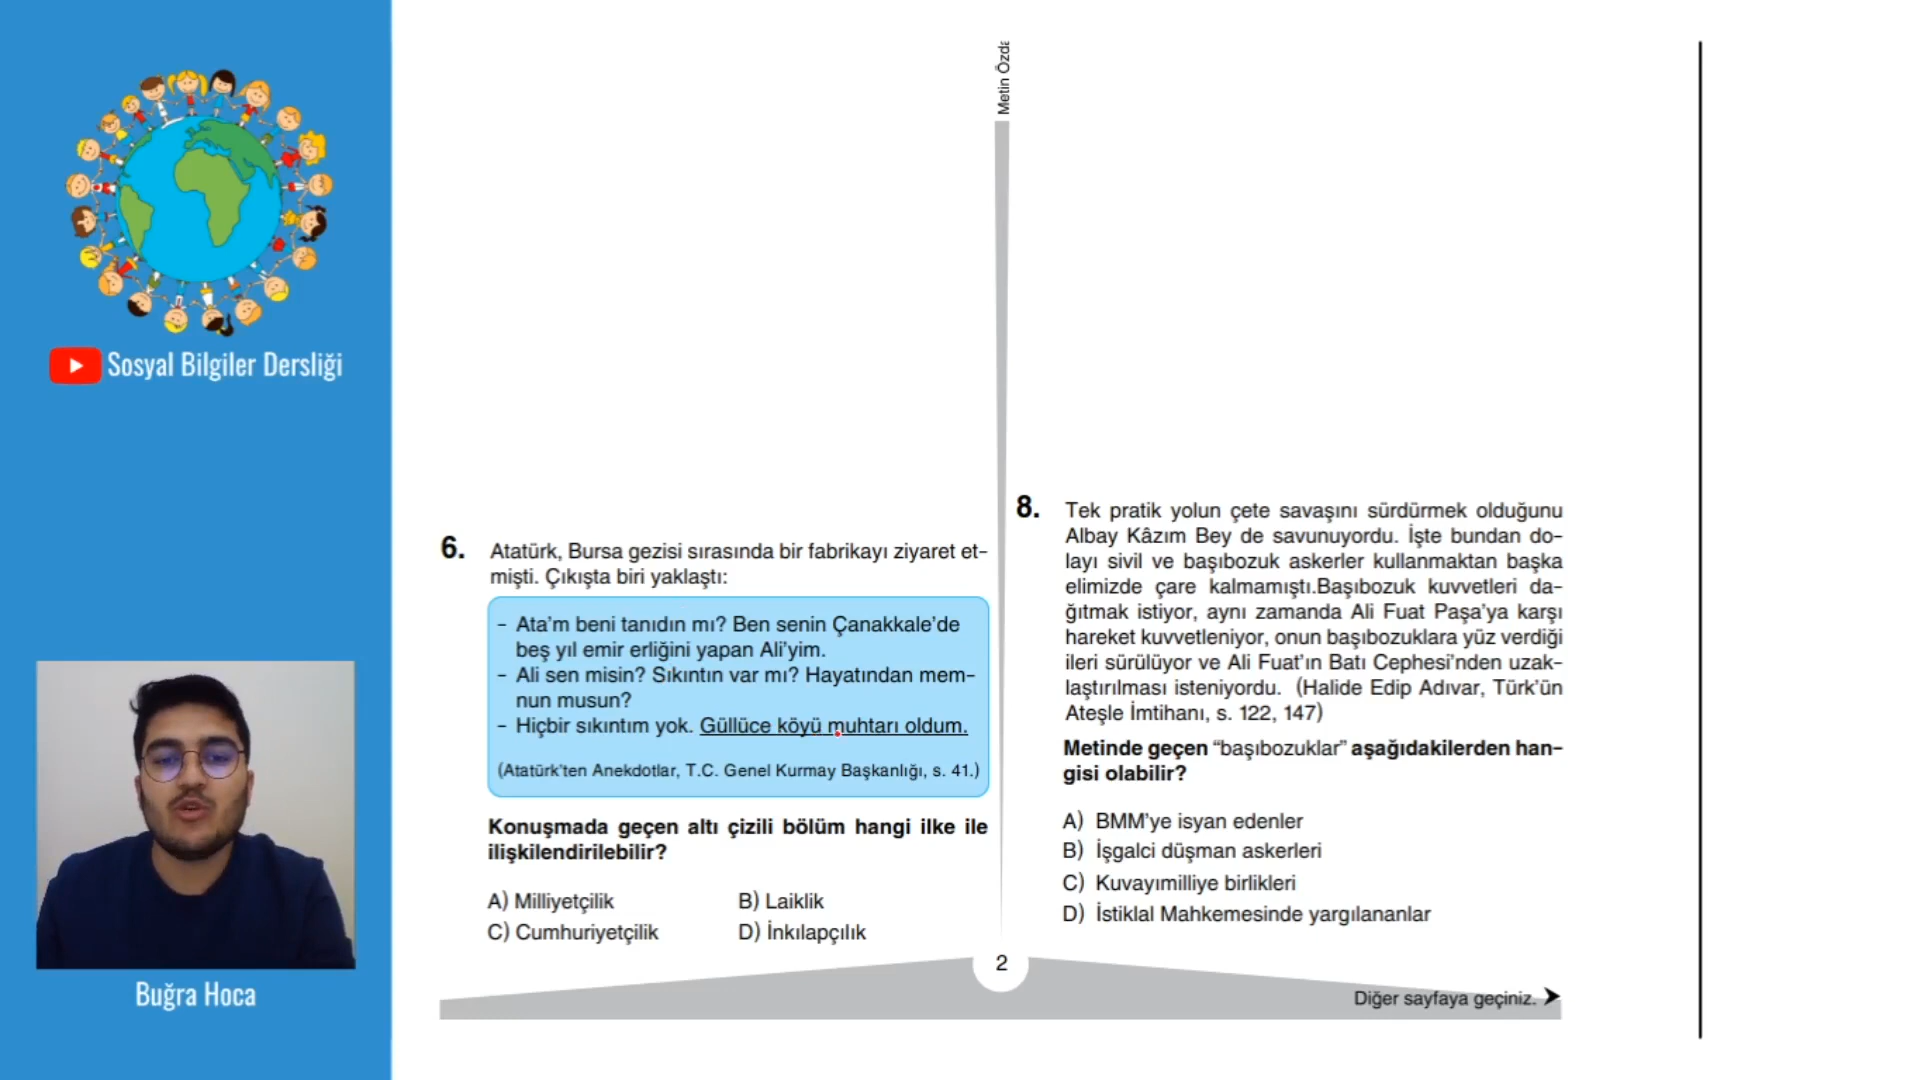 Sosyal Bilgiler Dersliği
Buğra Hoca
6. Atatürk, Bursa gezisi sırasında bir fabrikayı ziyaret et-
mişti. Çıkışta biri yaklaştı:
- Ata'm beni tanıdın mı? Ben senin Çanakkale'de
beş yıl emir erliğini yapan Ali'yim.
- Ali sen misin? Sıkıntın var mı? Hayatından mem-
nun musun?
- Hiçbir sıkıntım yok. Güllüce köyü muhtarı oldum.
(Atatürk'ten Anekdotlar, T.C. Genel Kurmay Başkanlığı, s. 41.)
Konuşmada geçen altı çizili bölüm hangi ilke ile
ilişkilendirilebilir?
A) Milliyetçilik B) Laiklik
C) Cumhuriyetçilik D) İnkılapçılık
Metin
8. Tek pratik yolun çete savaşını sürdürmek olduğunu
Albay Kâzım Bey de savunuyordu. İşte bundan do-
layı sivil ve başıbozuk askerler kullanmaktan başka
elimizde çare kalmamıştı.Başıbozuk kuvvetleri da-
ğıtmak istiyor, aynı zamanda Ali Fuat Paşa'ya karşı
hareket kuvvetleniyor, onun başıbozuklara yüz verdiği
ileri sürülüyor ve Ali Fuat'ın Batı Cephesi'nden uzak-
laştırılması isteniyordu. (Halide Edip Adıvar, Türk'ün
Ateşle İmtihanı, s. 122, 147)
Metinde geçen "başıbozuklar" aşağıdakilerden han-
gisi olabilir?
A) BMM'ye isyan edenler
B) İşgalci düşman askerleri
C) Kuvayımilliye birlikleri
D) İstiklal Mahkemesinde yargılananlar
2
Diğer sayfaya geçiniz.